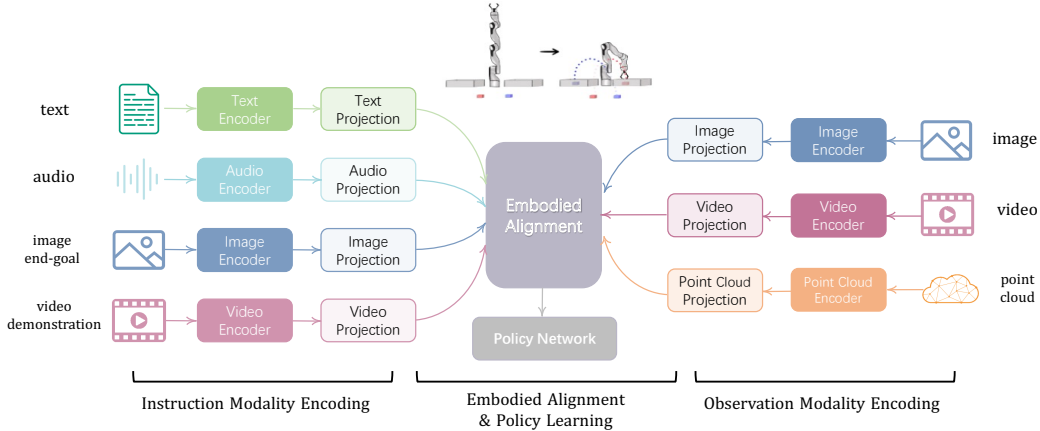 text
Text
Encoder
Text
Projection
audio
Audio
Encoder
Audio
Projection
image
end-goal
Image
Encoder
Image
Projection
video
demonstration
Video
Encoder
Video
Projection
Embodied
Alignment
Policy Network
Image
Projection
Image
Encoder
image
Video
Projection
Video
Encoder
video
Point Cloud
Projection
Point Cloud
Encoder
point
cloud
Instruction Modality Encoding
Embodied Alignment
& Policy Learning
Observation Modality Encoding